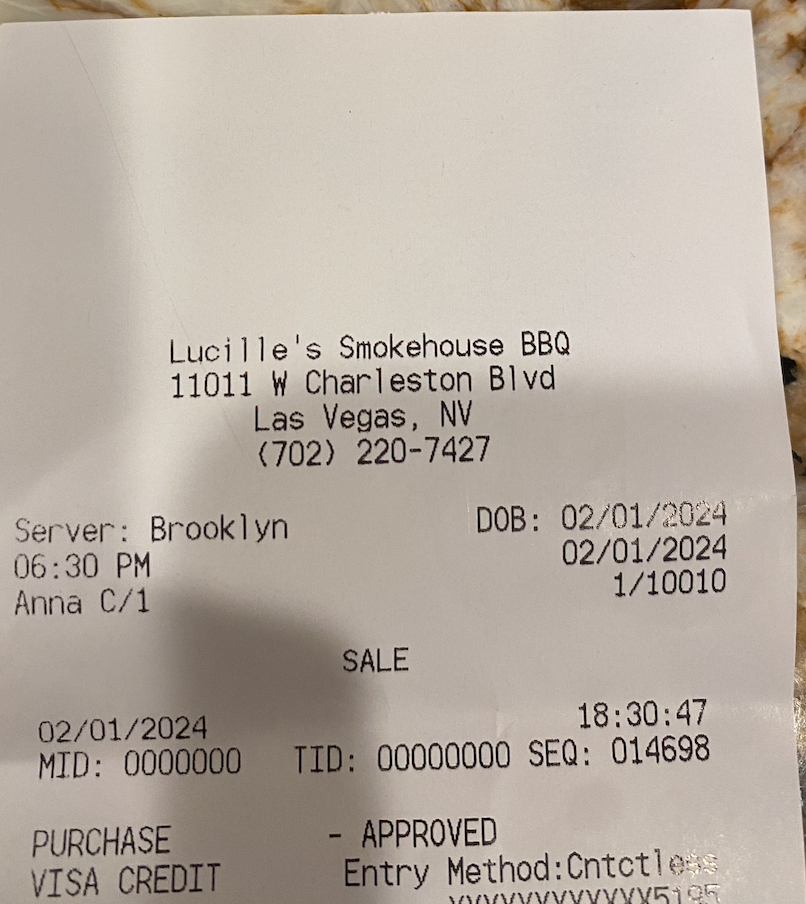 Lucille's Smokehouse BBQ
11011 W Charleston Blvd
Las Vegas, NV
(702) 220-7427
Server: Brooklyn DOB: 02/01/2024
06:30 PM 02/01/2024
Anna C/1 1/10010
SALE
02/01/2024 18:30:47
MID: 0000000 TID: 00000000 SEQ: 014698
PURCHASE - APPROVED
VISA CREDIT Entry Method:Cntctless
XXXXXXXXXXXX5195